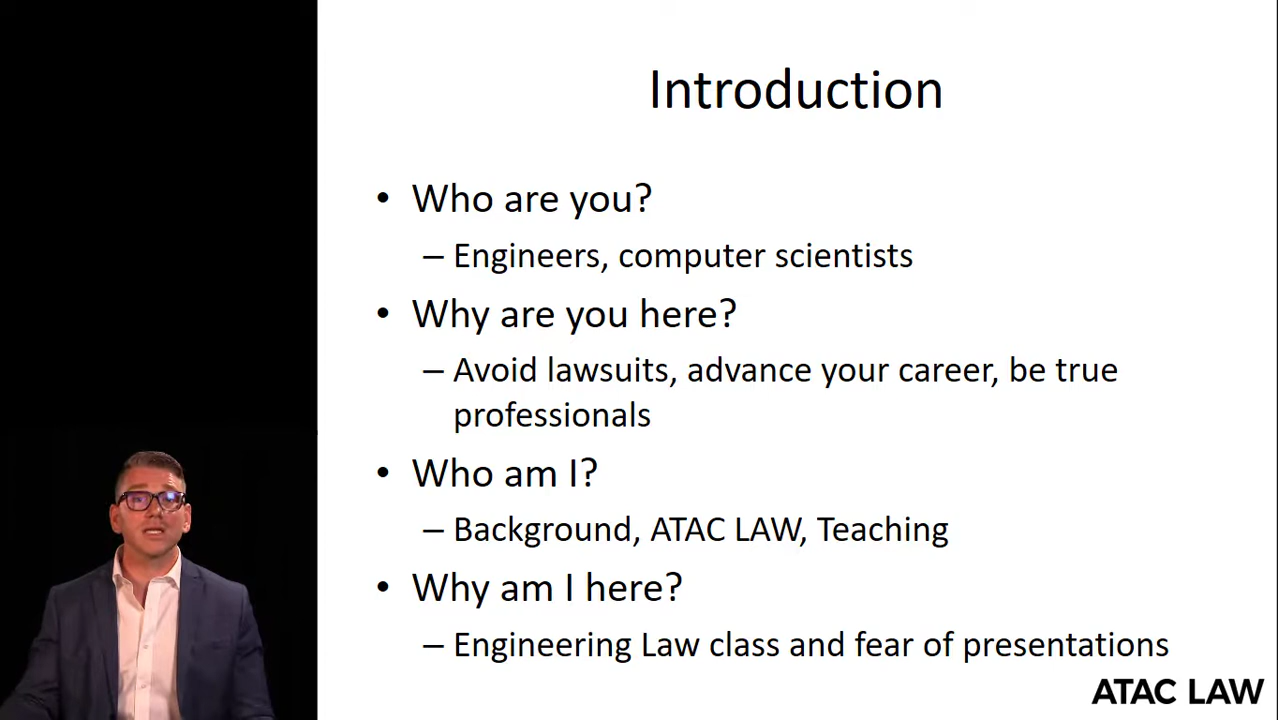 Introduction
• Who are you?
– Engineers, computer scientists
• Why are you here?
– Avoid lawsuits, advance your career, be true
professionals
• Who am I?
– Background, ATAC LAW, Teaching
• Why am I here?
– Engineering Law class and fear of presentations
ATAC LAW